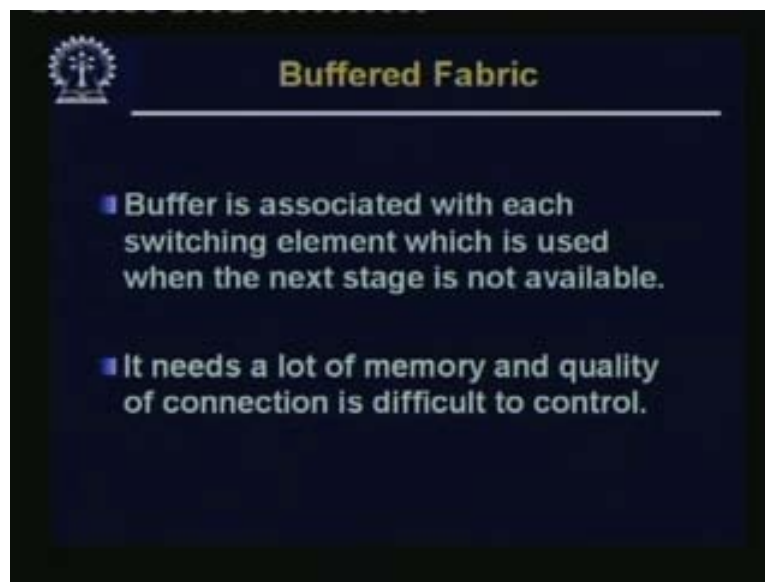 Buffered Fabric
Buffer is associated with each
switching element which is used
when the next stage is not available.
It needs a lot of memory and quality
of connection is difficult to control.